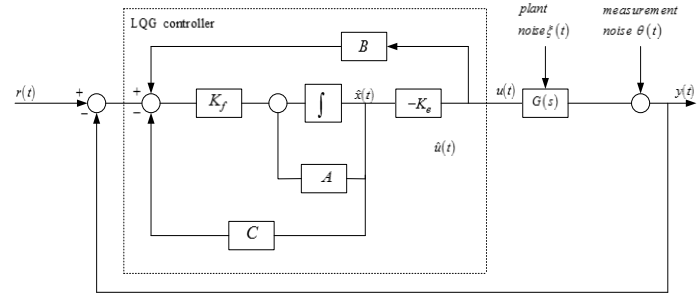 LQG controller
plant
noise ξ(t)
measurement
noise θ(t)
B
r(t)
+
−
+
−
K_f
∫
x̂(t)
−K_e
u(t)
G(s)
y(t)
û(t)
A
C